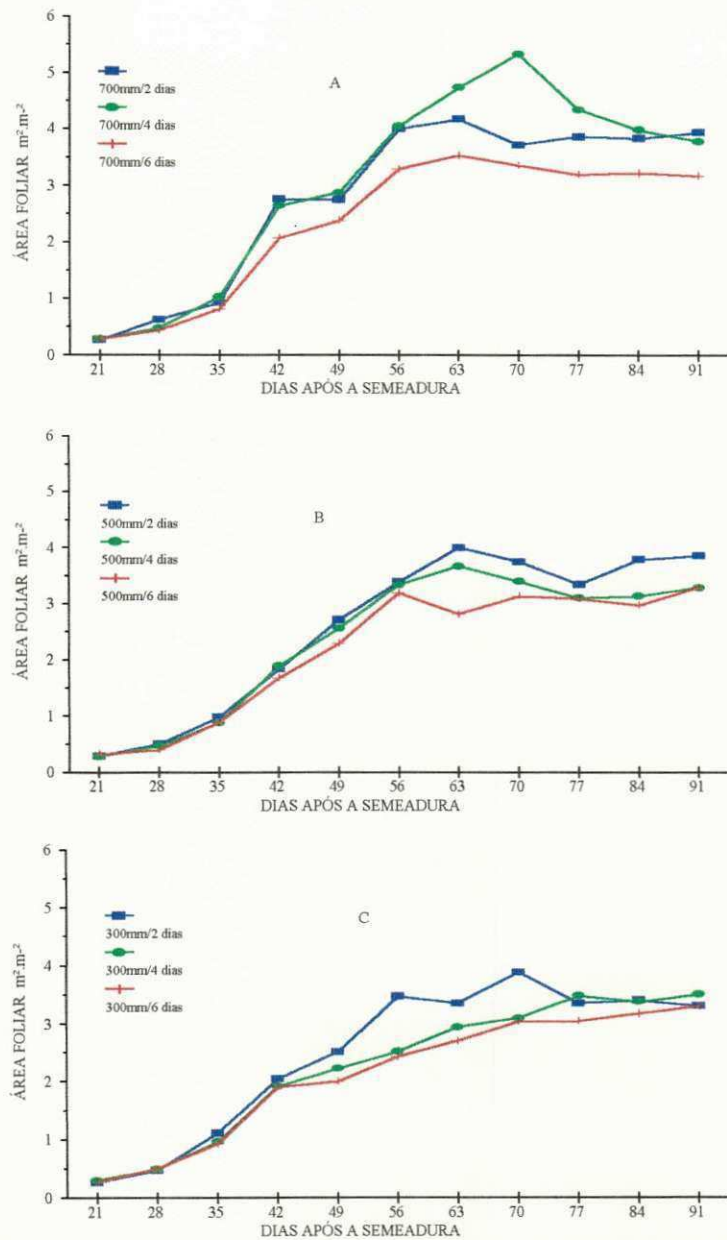 6
A
5
700mm/2 dias
700mm/4 dias
4
700mm/6 dias
3
2
1
0
ÁREA FOLIAR m².m-²
21 28 35 42 49 56 63 70 77 84 91
DIAS APÓS A SEMEADURA
6
B
5
500mm/2 dias
500mm/4 dias
4
500mm/6 dias
3
2
1
0
ÁREA FOLIAR m².m-²
21 28 35 42 49 56 63 70 77 84 91
DIAS APÓS A SEMEADURA
6
C
5
300mm/2 dias
300mm/4 dias
4
300mm/6 dias
3
2
1
0
ÁREA FOLIAR m².m-²
21 28 35 42 49 56 63 70 77 84 91
DIAS APÓS A SEMEADURA